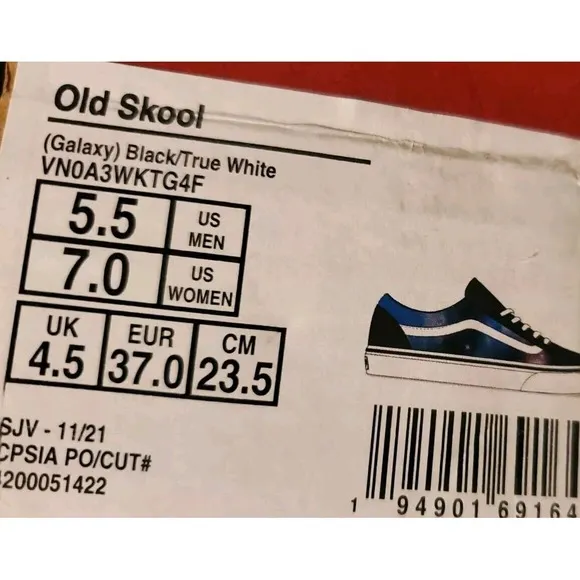 Old Skool
(Galaxy) Black/True White
VN0A3WKTG4F
5.5 US MEN
7.0 US WOMEN
UK EUR CM
4.5 37.0 23.5
SJV - 11/21
CPSIA PO/CUT#
4200051422
1 94901 69164